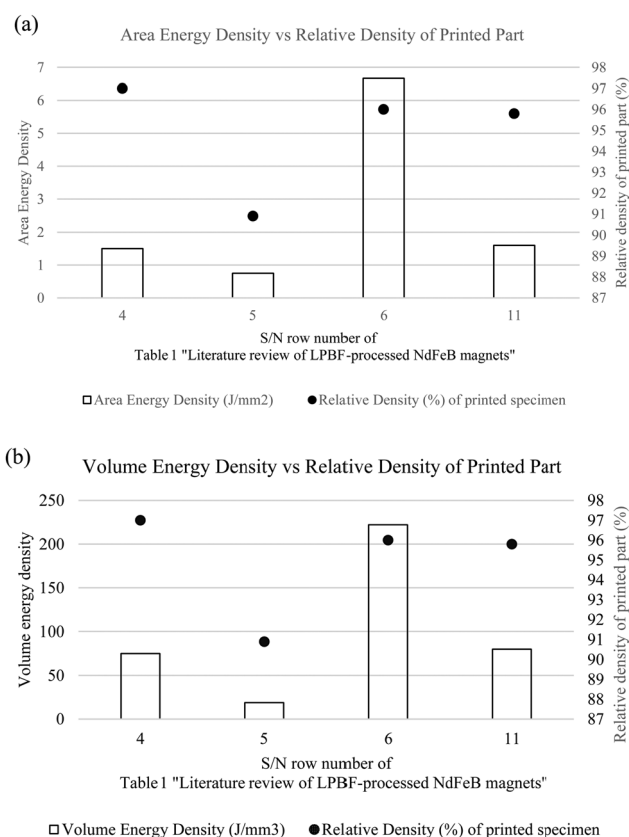 (a)
Area Energy Density vs Relative Density of Printed Part
Area Energy Density
7
6
5
4
3
2
1
0
98
97
96
95
94
93
92
91
90
89
88
87
Relative density of printed part (%)
4 5 6 11
S/N row number of
Table 1 "Literature review of LPBF-processed NdFeB magnets"
Area Energy Density (J/mm2) Relative Density (%) of printed specimen
(b)
Volume Energy Density vs Relative Density of Printed Part
Volume energy density
250
200
150
100
50
0
98
97
96
95
94
93
92
91
90
89
88
87
Relative density of printed part (%)
4 5 6 11
S/N row number of
Table 1 "Literature review of LPBF-processed NdFeB magnets"
Volume Energy Density (J/mm3) Relative Density (%) of printed specimen